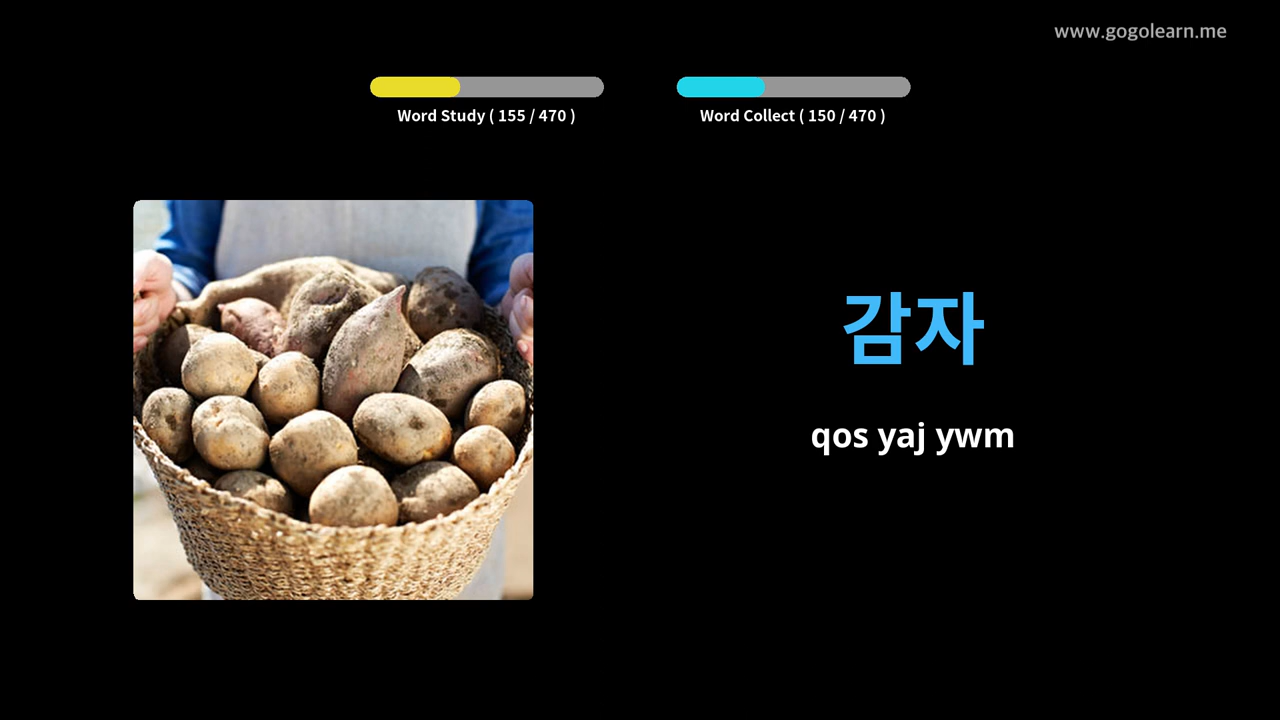 www.gogolearn.me
Word Study ( 155 / 470 )
Word Collect ( 150 / 470 )
감자
qos yaj ywm